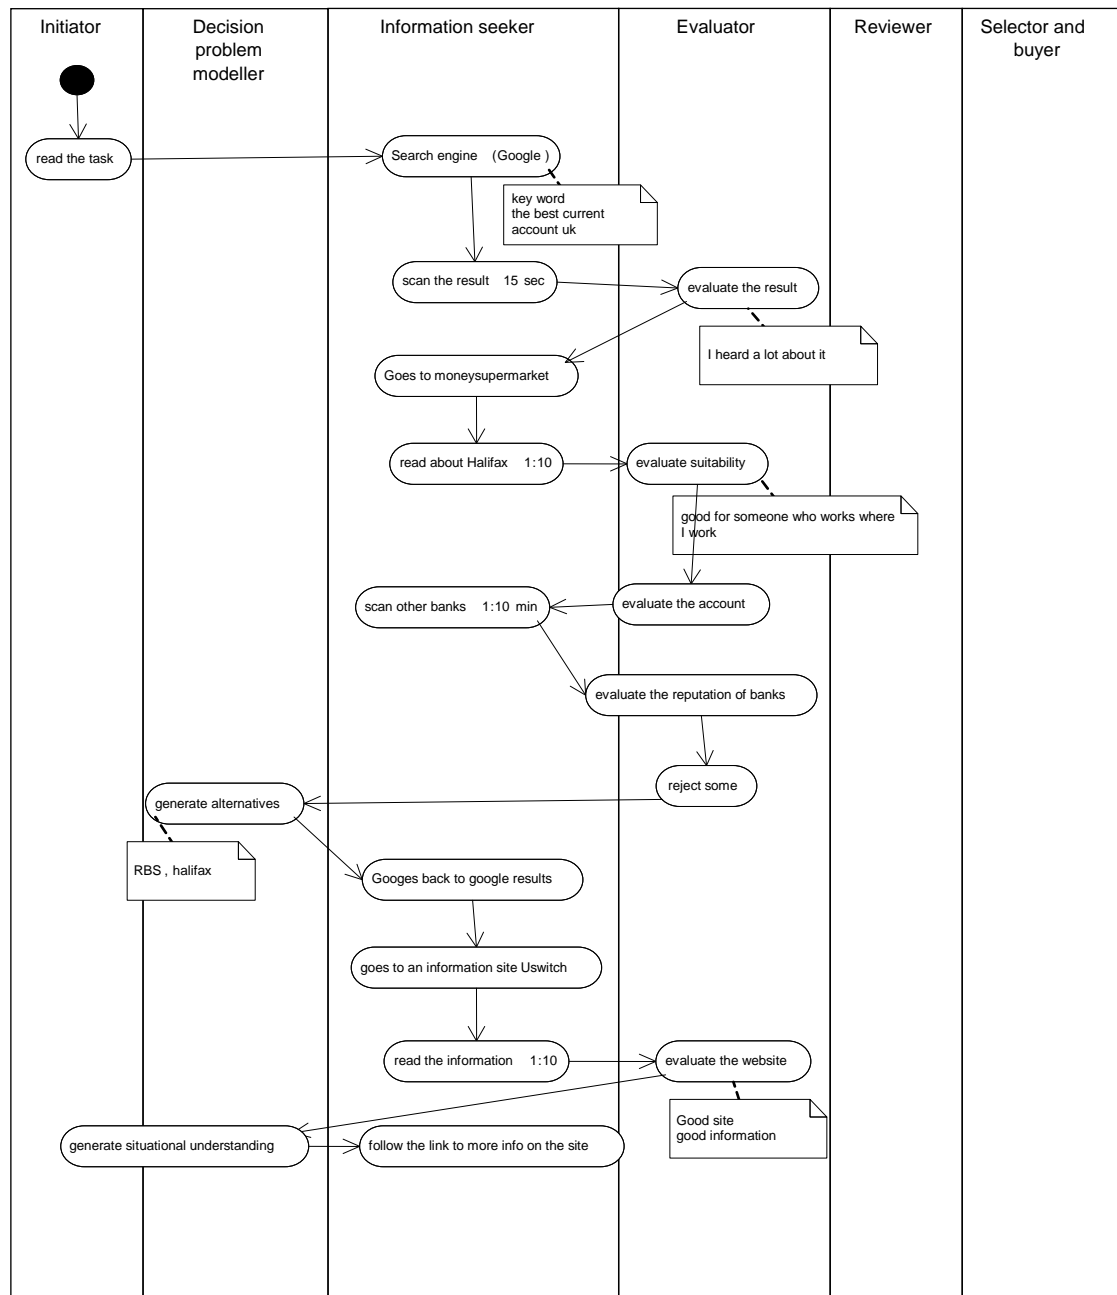 Initiator
Decision
problem
modeller
Information seeker
Evaluator
Reviewer
Selector and
buyer
read the task
Search engine (Google )
key word
the best current
account uk
scan the result 15 sec
evaluate the result
I heard a lot about it
Goes to moneysupermarket
read about Halifax 1:10
evaluate suitability
good for someone who works where
I work
scan other banks 1:10 min
evaluate the account
evaluate the reputation of banks
reject some
generate alternatives
RBS , halifax
Googes back to google results
goes to an information site Uswitch
read the information 1:10
evaluate the website
Good site
good information
generate situational understanding
follow the link to more info on the site